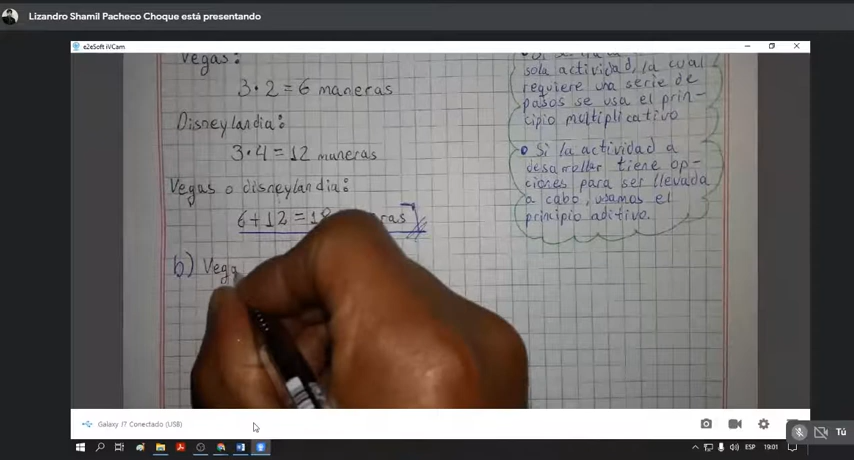 Lizandro Shamil Pacheco Choque está presentando
e2eSoft iVCam
Vegas:
3·2=6 maneras
Disneylandia:
3·4=12 maneras
Vegas o disneylandia:
6+12=18
b) Vega
sola actividad, la cual
requiere una serie de
pasos se usa el prin-
cipio multiplicativo
• Si la actividad a
desarrollar tiene op-
ciones para ser llevada
a cabo, usamos el
principio aditivo.
Galaxy J7 Conectado (USB)
Tú
ESP
19:01